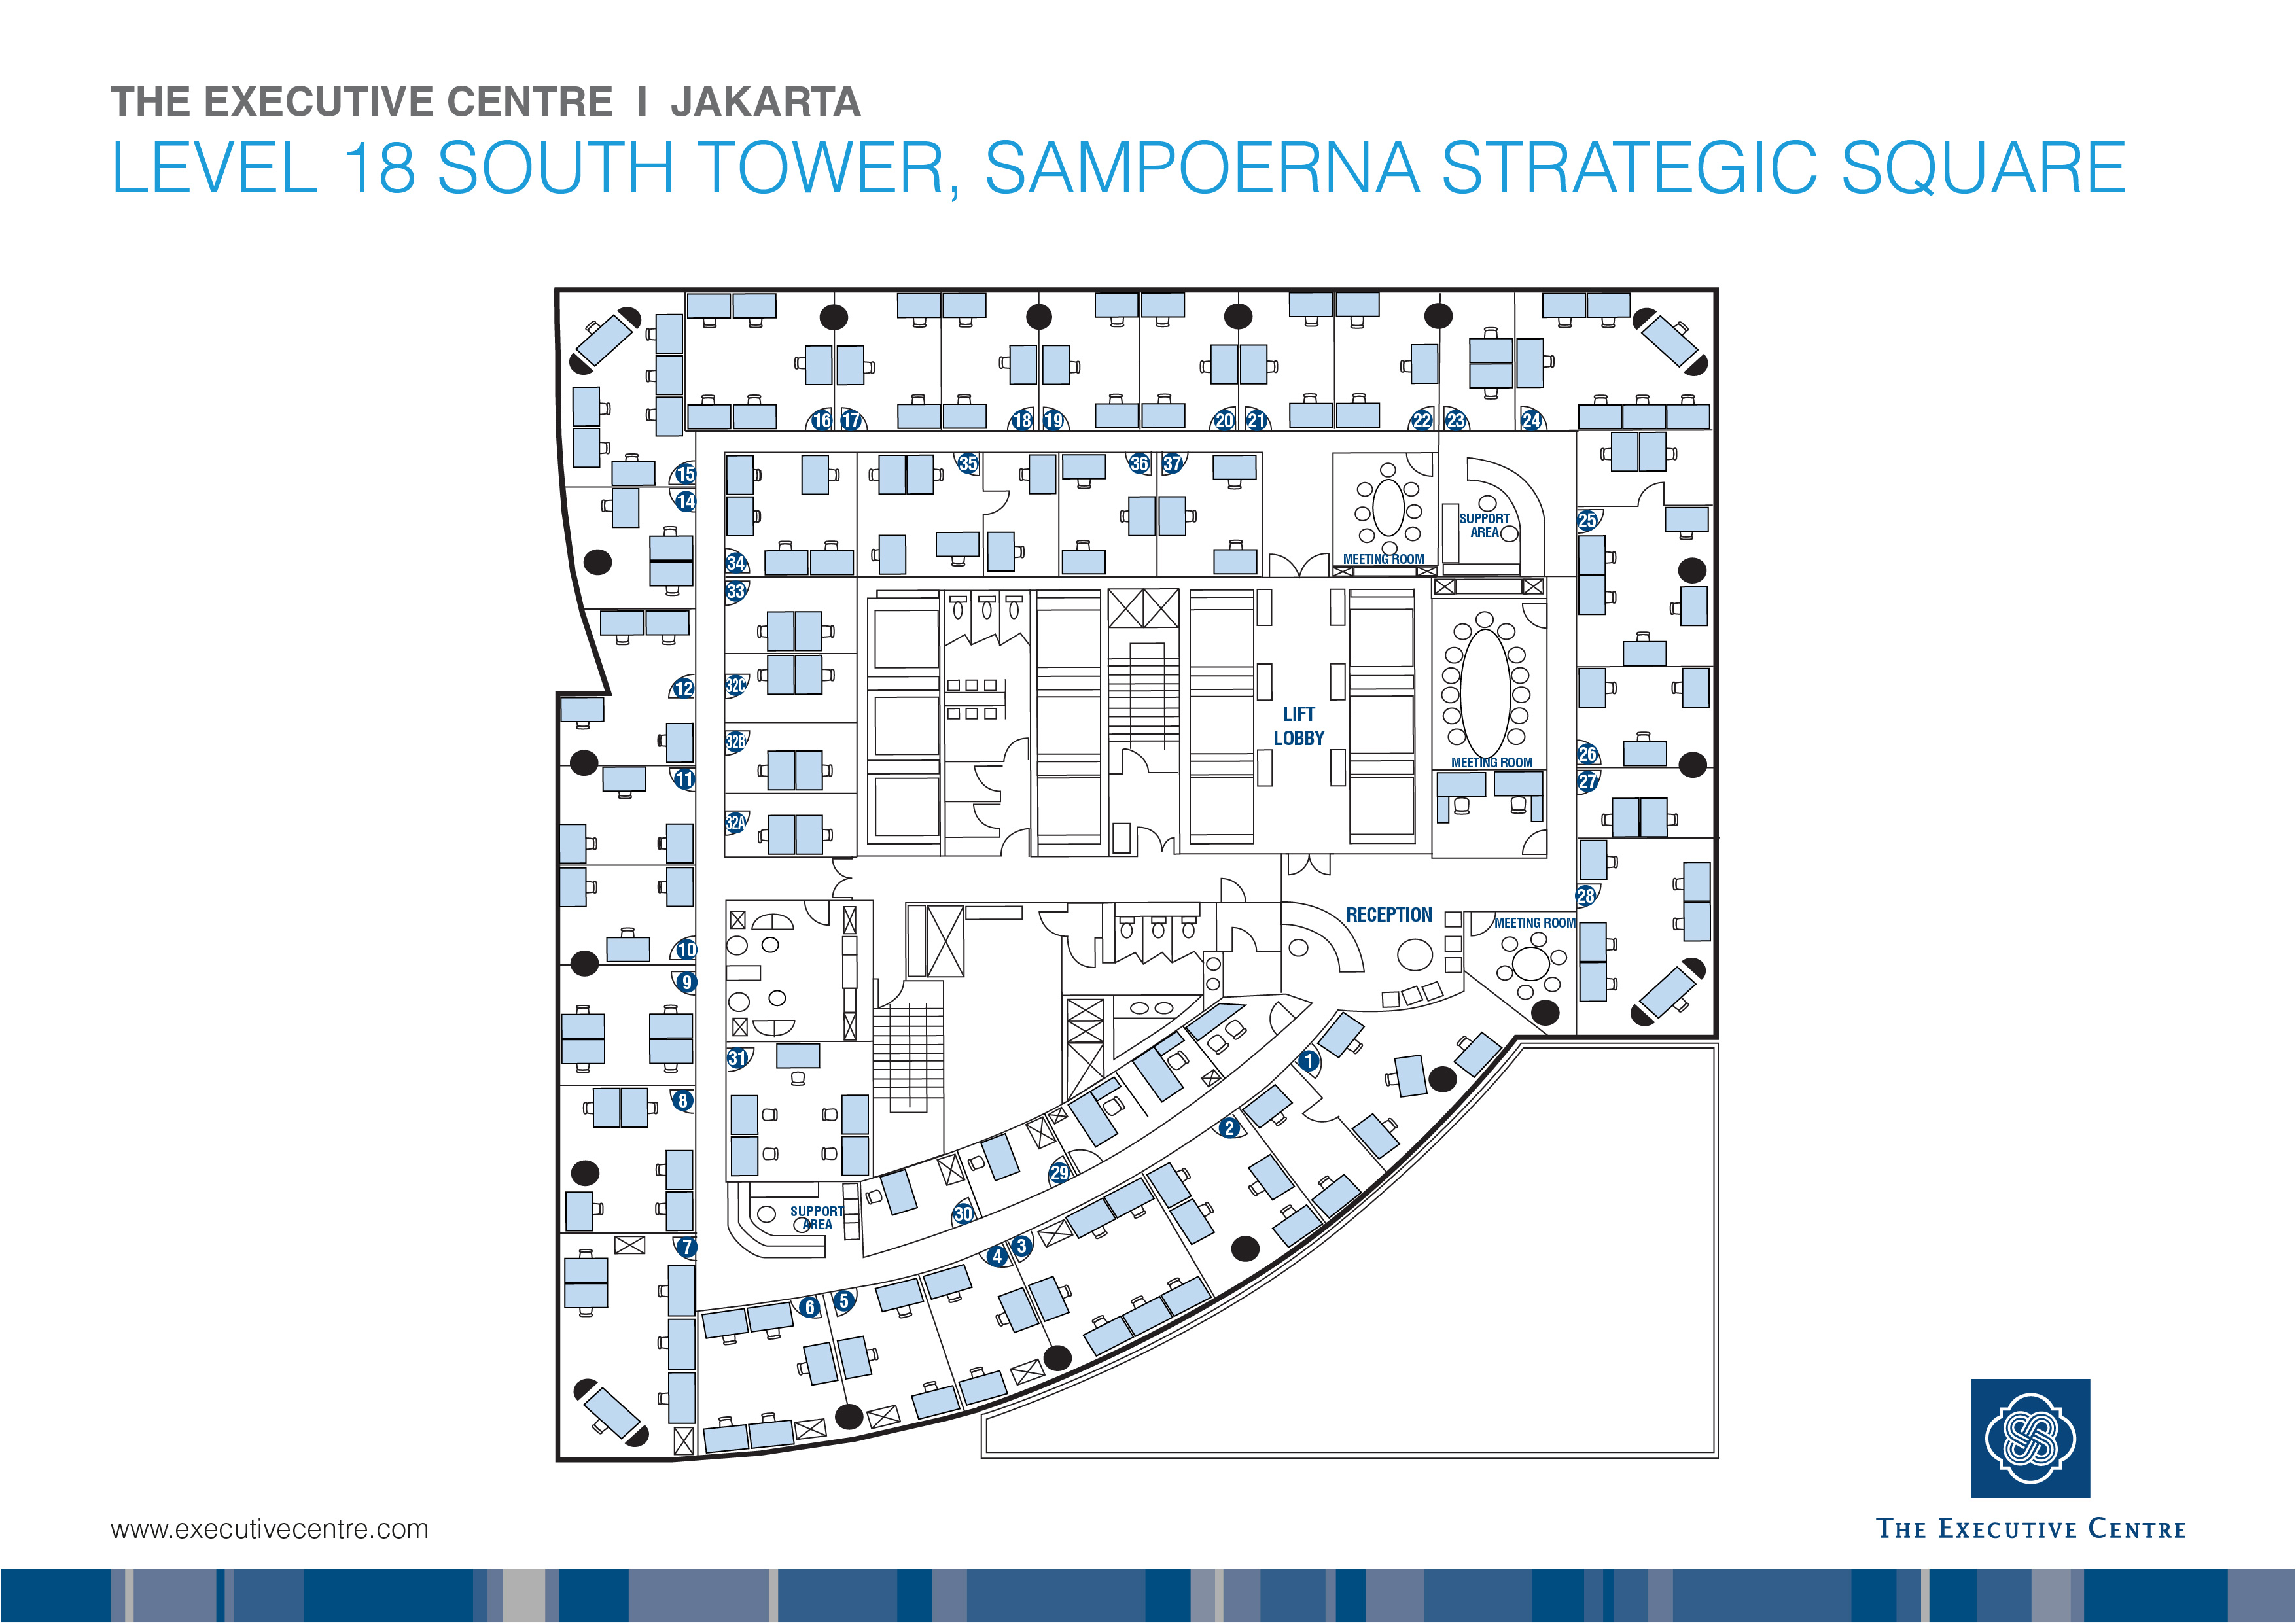 THE EXECUTIVE CENTRE I JAKARTA
LEVEL 18 SOUTH TOWER, SAMPOERNA STRATEGIC SQUARE
16 17 18 19 20 21 22 23 24
15
14
35
36 37
34
33
MEETING ROOM
SUPPORT
AREA
25
12
32C
32B
11
32A
LIFT
LOBBY
MEETING ROOM
26
27
28
10
9
RECEPTION
MEETING ROOM
31
8
1
2
29
30
SUPPORT
AREA
7
4 3
6 5
www.executivecentre.com
THE EXECUTIVE CENTRE